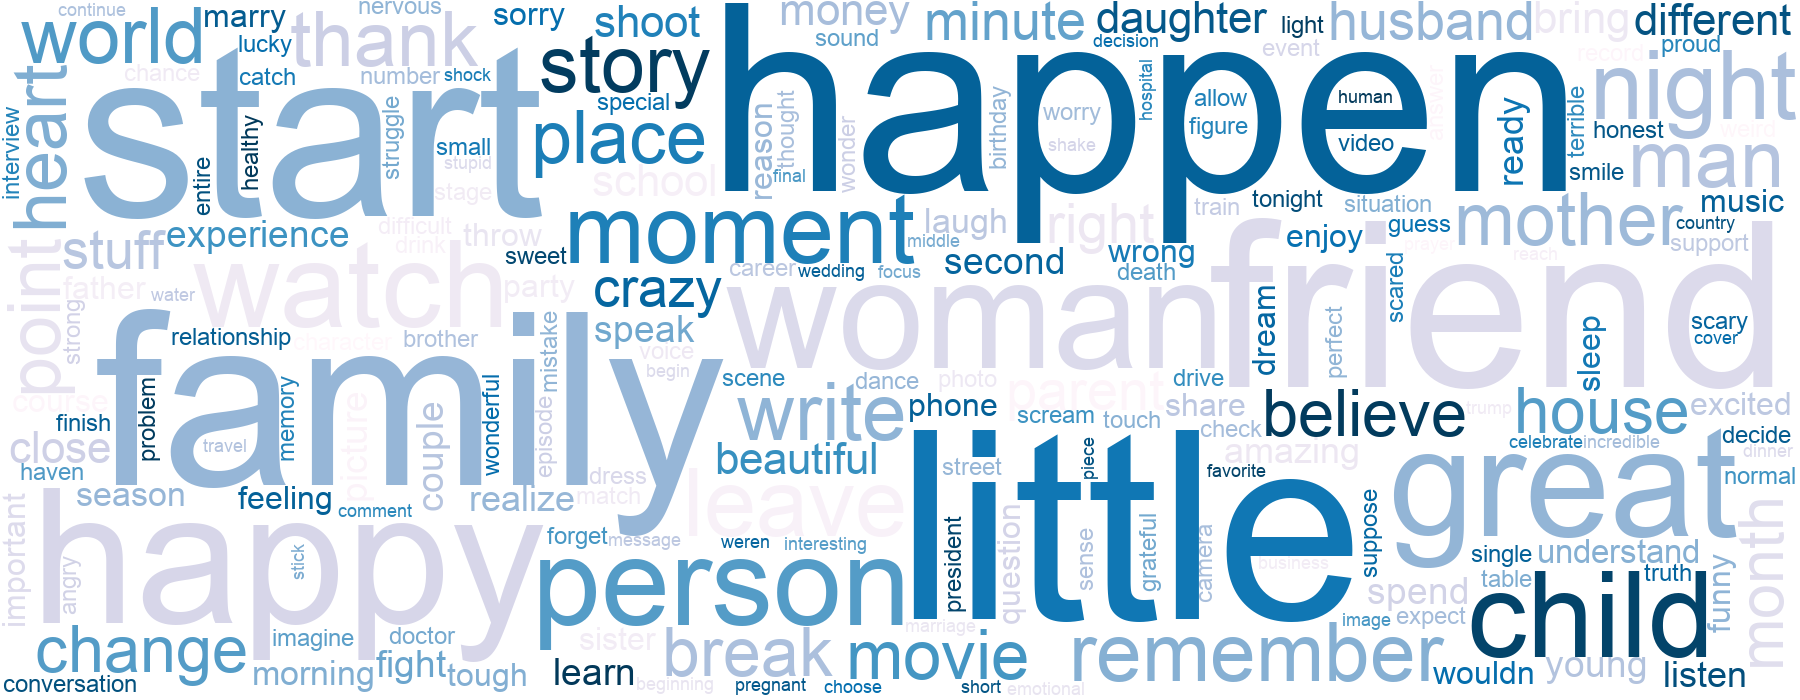 continue
marry
nervous
sorry
shoot
money
minute
daughter
light
husband
bring
different
world
lucky
thank
story
sound
decision
event
record
proud
chance
catch
number
shock
happen
night
interview
heart
start
healthy
struggle
special
place
reason
thought
wonder
birthday
worry
hospital
allow
human
answer
ready
terrible
honest
weird
small
stupid
shake
figure
video
man
entire
stage
school
final
smile
experience
difficult
drink
throw
moment
laugh
right
train
tonight
situation
mother
music
stuff
sweet
middle
second
wrong
enjoy
guess
prayer
country
support
point
father
water
watch
party
crazy
career
wedding
focus
death
woman
friend
scared
reach
strong
relationship
character
brother
mistake
speak
voice
begin
dream
perfect
sleep
scary
cover
family
course
finish
problem
memory
wonderful
scene
dance
photo
parent
drive
write
phone
scream
touch
share
check
believe
trump
house
excited
close
travel
picture
couple
episode
beautiful
street
piece
amazing
favorite
celebrate
incredible
decide
dinner
haven
season
feeling
comment
realize
dress
match
leave
little
great
normal
important
happy
forget
message
weren
interesting
president
question
sense
grateful
camera
business
suppose
single
understand
month
angry
stick
person
table
truth
funny
spend
child
change
imagine
doctor
sister
break
marriage
movie
remember
image
expect
conversation
morning
fight
tough
learn
beginning
pregnant
choose
short
emotional
wouldn
young
listen